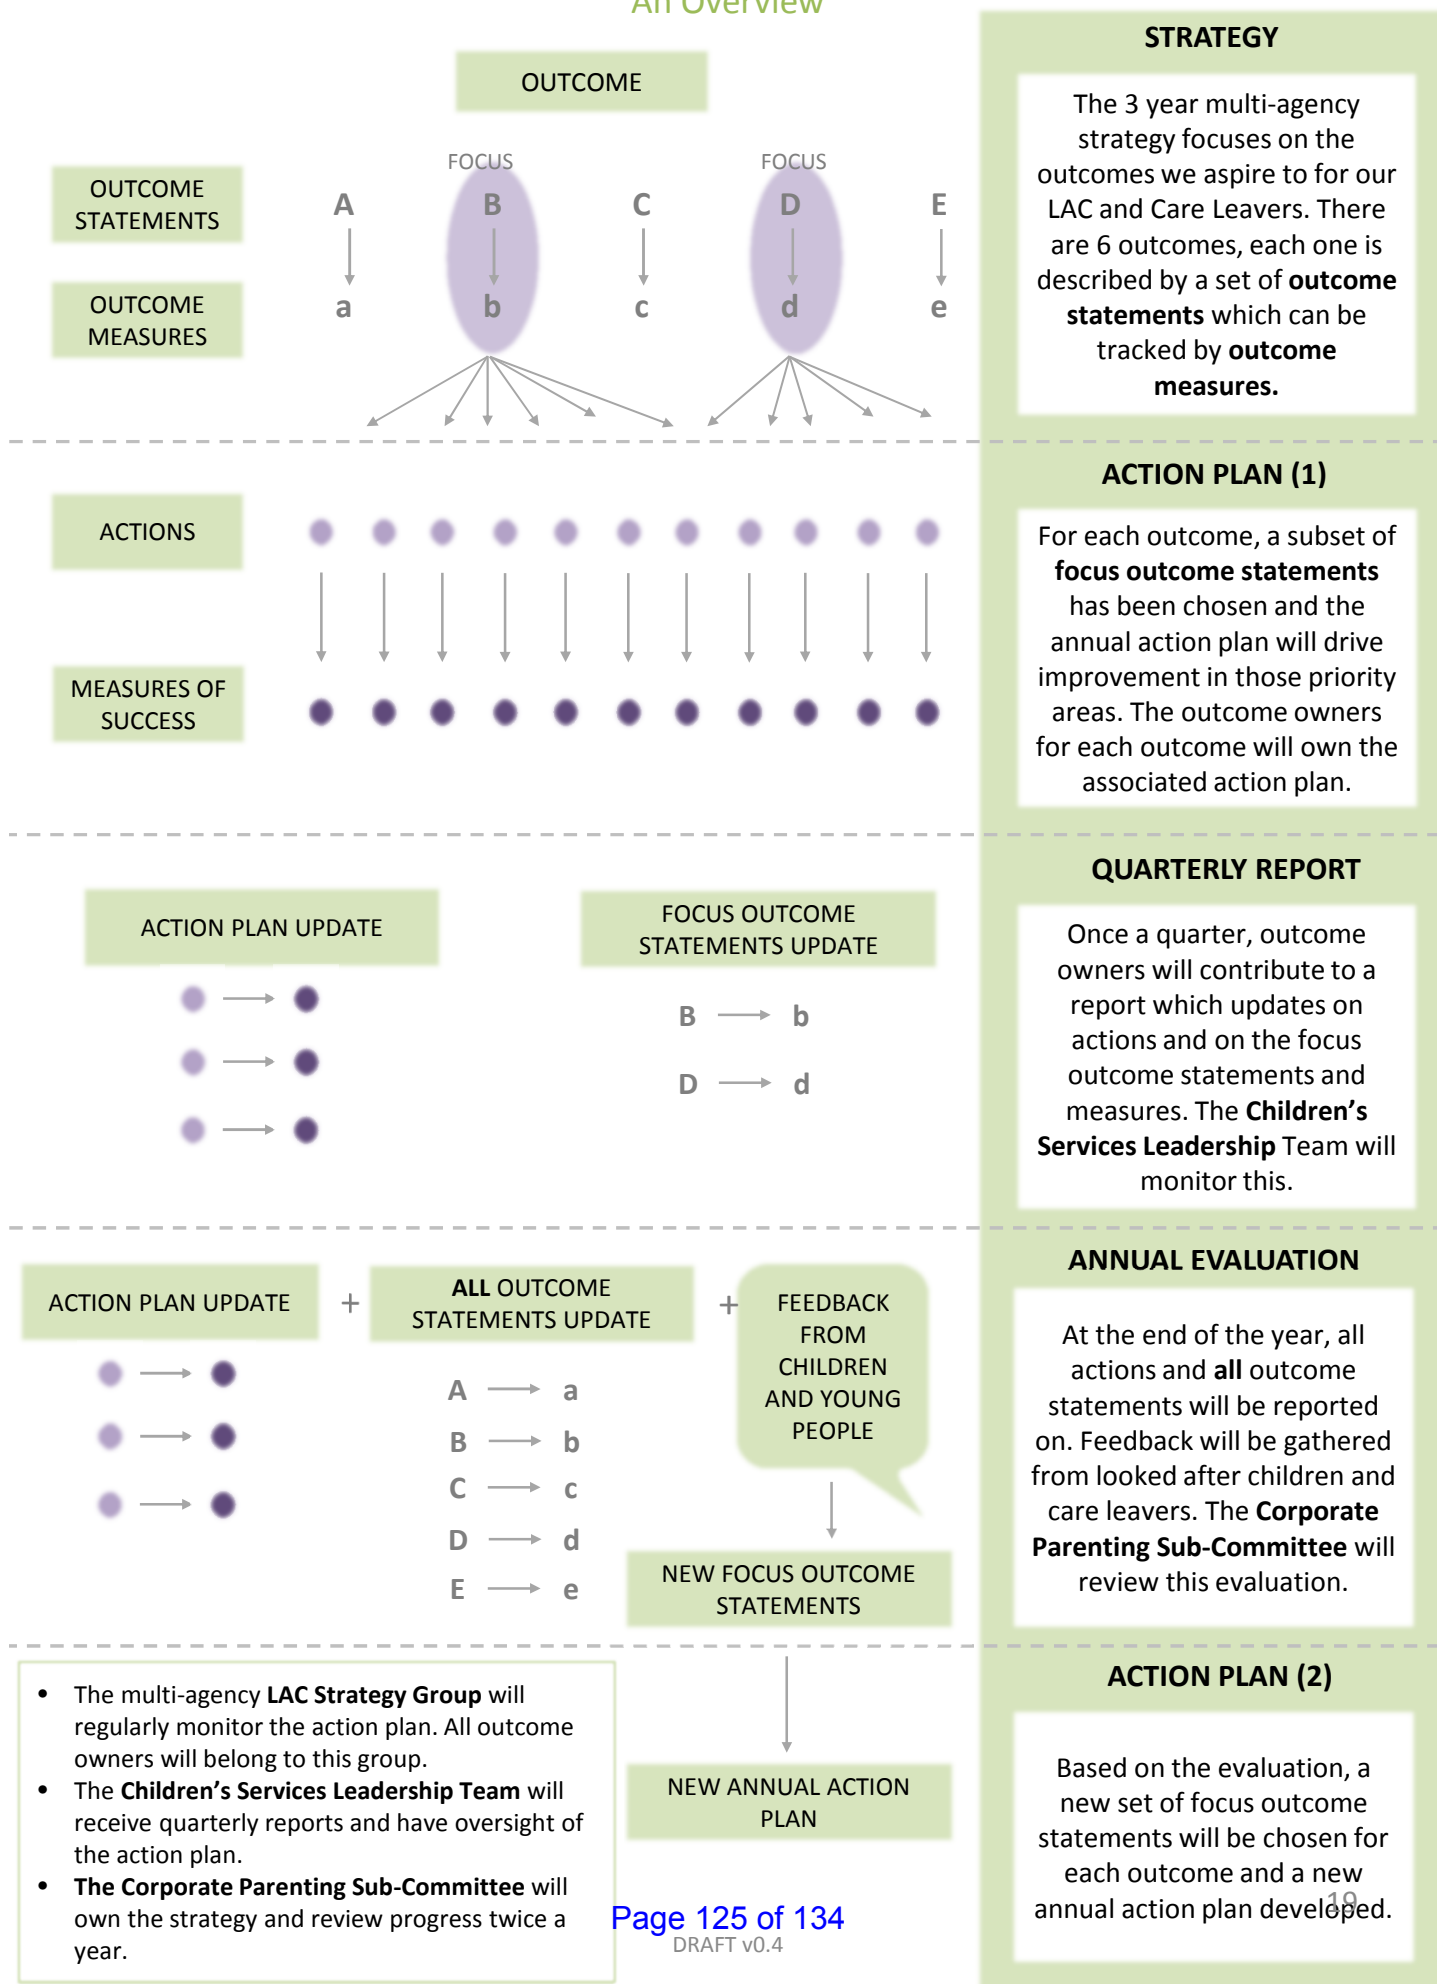 An Overview
OUTCOME
FOCUS
FOCUS
OUTCOME
STATEMENTS
A
B
C
D
E
OUTCOME
MEASURES
a
b
c
d
e
STRATEGY
The 3 year multi-agency
strategy focuses on the
outcomes we aspire to for our
LAC and Care Leavers. There
are 6 outcomes, each one is
described by a set of outcome
statements which can be
tracked by outcome
measures.
ACTIONS
MEASURES OF
SUCCESS
ACTION PLAN (1)
For each outcome, a subset of
focus outcome statements
has been chosen and the
annual action plan will drive
improvement in those priority
areas. The outcome owners
for each outcome will own the
associated action plan.
ACTION PLAN UPDATE
FOCUS OUTCOME
STATEMENTS UPDATE
B b
D d
QUARTERLY REPORT
Once a quarter, outcome
owners will contribute to a
report which updates on
actions and on the focus
outcome statements and
measures. The Children’s
Services Leadership Team will
monitor this.
ACTION PLAN UPDATE
+
ALL OUTCOME
STATEMENTS UPDATE
A a
B b
C c
D d
E e
+
FEEDBACK
FROM
CHILDREN
AND YOUNG
PEOPLE
NEW FOCUS OUTCOME
STATEMENTS
ANNUAL EVALUATION
At the end of the year, all
actions and all outcome
statements will be reported
on. Feedback will be gathered
from looked after children and
care leavers. The Corporate
Parenting Sub-Committee will
review this evaluation.
• The multi-agency LAC Strategy Group will
regularly monitor the action plan. All outcome
owners will belong to this group.
• The Children’s Services Leadership Team will
receive quarterly reports and have oversight of
the action plan.
• The Corporate Parenting Sub-Committee will
own the strategy and review progress twice a
year.
NEW ANNUAL ACTION
PLAN
ACTION PLAN (2)
Based on the evaluation, a
new set of focus outcome
statements will be chosen for
each outcome and a new
annual action plan developed.
19
Page 125 of 134
DRAFT v0.4